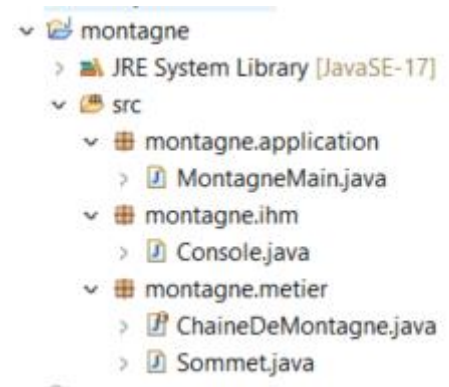 montagne
JRE System Library [JavaSE-17]
src
montagne.application
MontagneMain.java
montagne.ihm
Console.java
montagne.metier
ChaineDeMontagne.java
Sommet.java